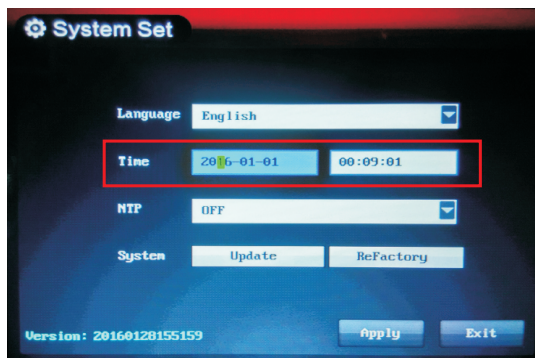 System Set
Language English
Time 2016-01-01 00:09:01
NTP OFF
System Update ReFactory
Version: 20160128155159 Apply Exit